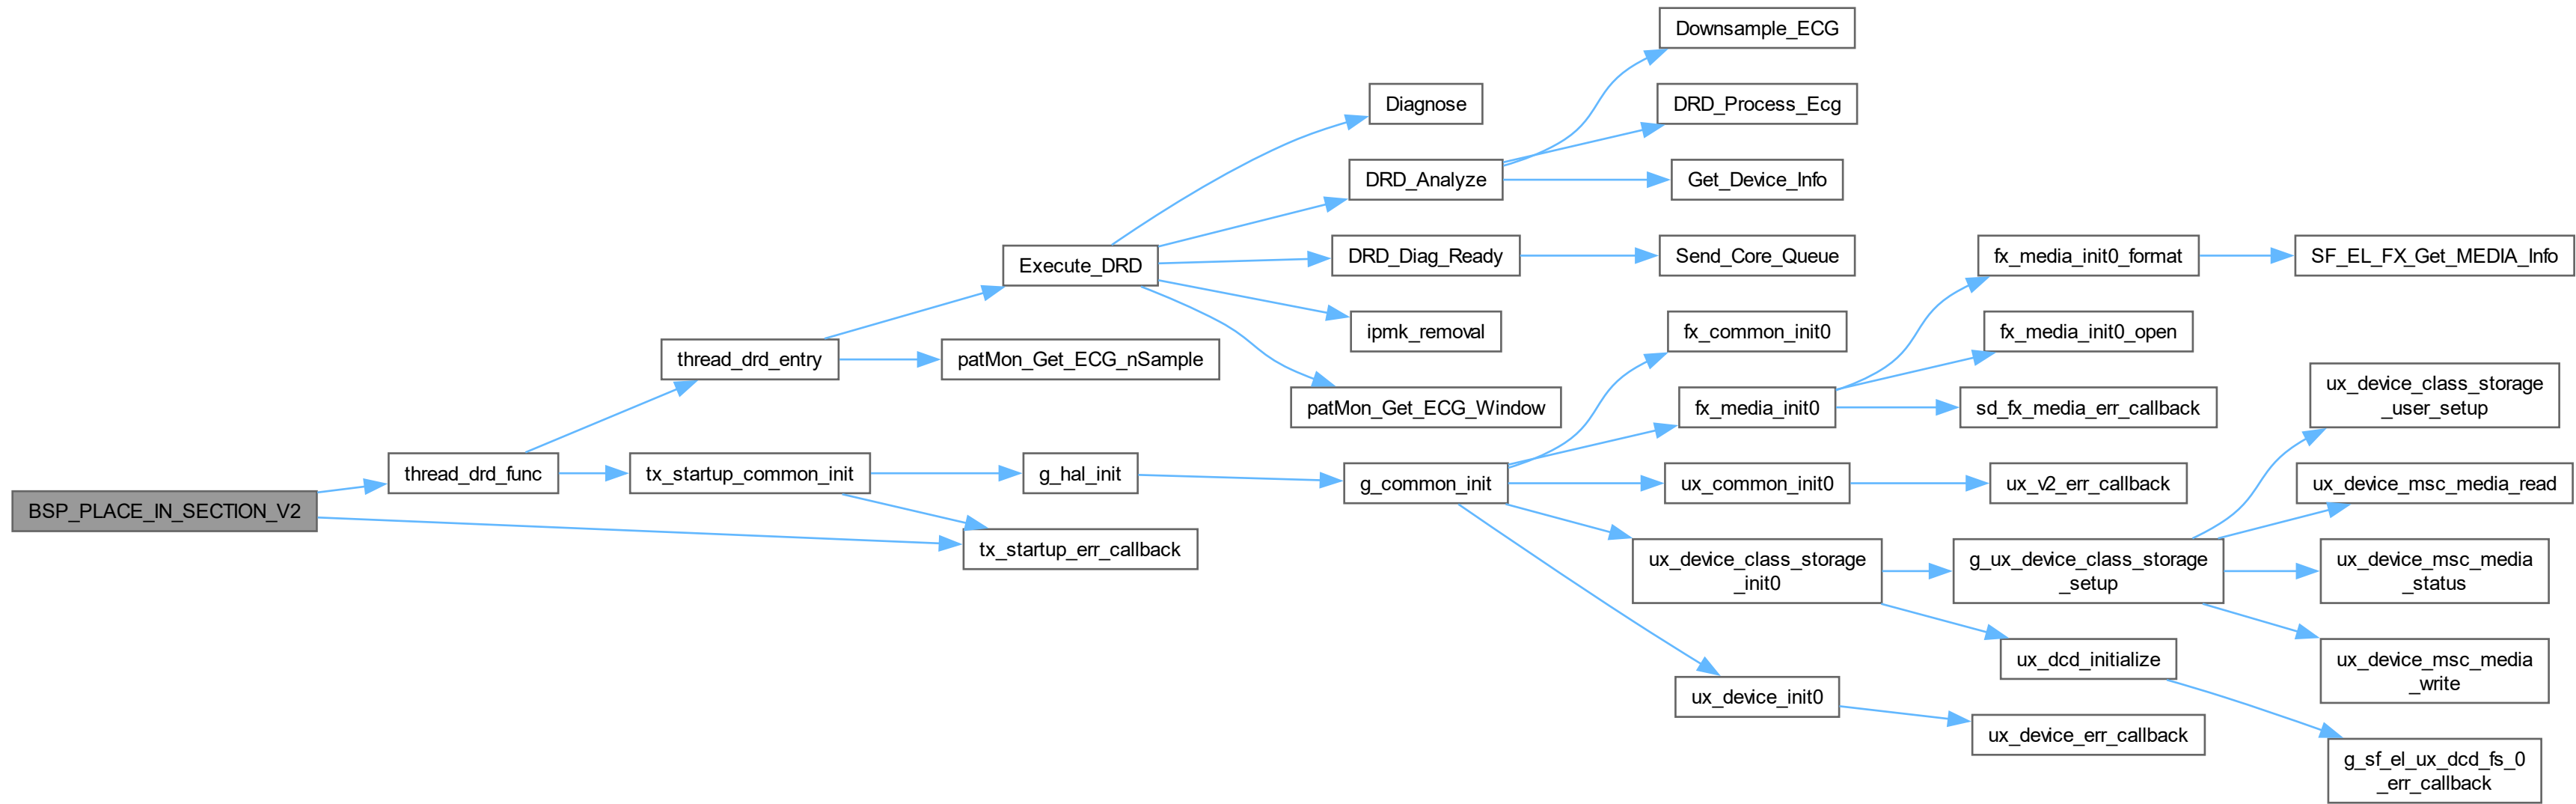 BSP_PLACE_IN_SECTION_V2
thread_drd_func
thread_drd_entry
Execute_DRD
Diagnose
DRD_Analyze
Downsample_ECG
DRD_Process_Ecg
Get_Device_Info
DRD_Diag_Ready
Send_Core_Queue
ipmk_removal
patMon_Get_ECG_Window
patMon_Get_ECG_nSample
tx_startup_common_init
g_hal_init
g_common_init
fx_common_init0
fx_media_init0
fx_media_init0_format
SF_EL_FX_Get_MEDIA_Info
fx_media_init0_open
sd_fx_media_err_callback
ux_common_init0
ux_v2_err_callback
ux_device_class_storage
_init0
g_ux_device_class_storage
_setup
ux_device_class_storage
_user_setup
ux_device_msc_media_read
ux_device_msc_media
_status
ux_device_msc_media
_write
ux_dcd_initialize
g_sf_el_ux_dcd_fs_0
_err_callback
ux_device_init0
ux_device_err_callback
tx_startup_err_callback